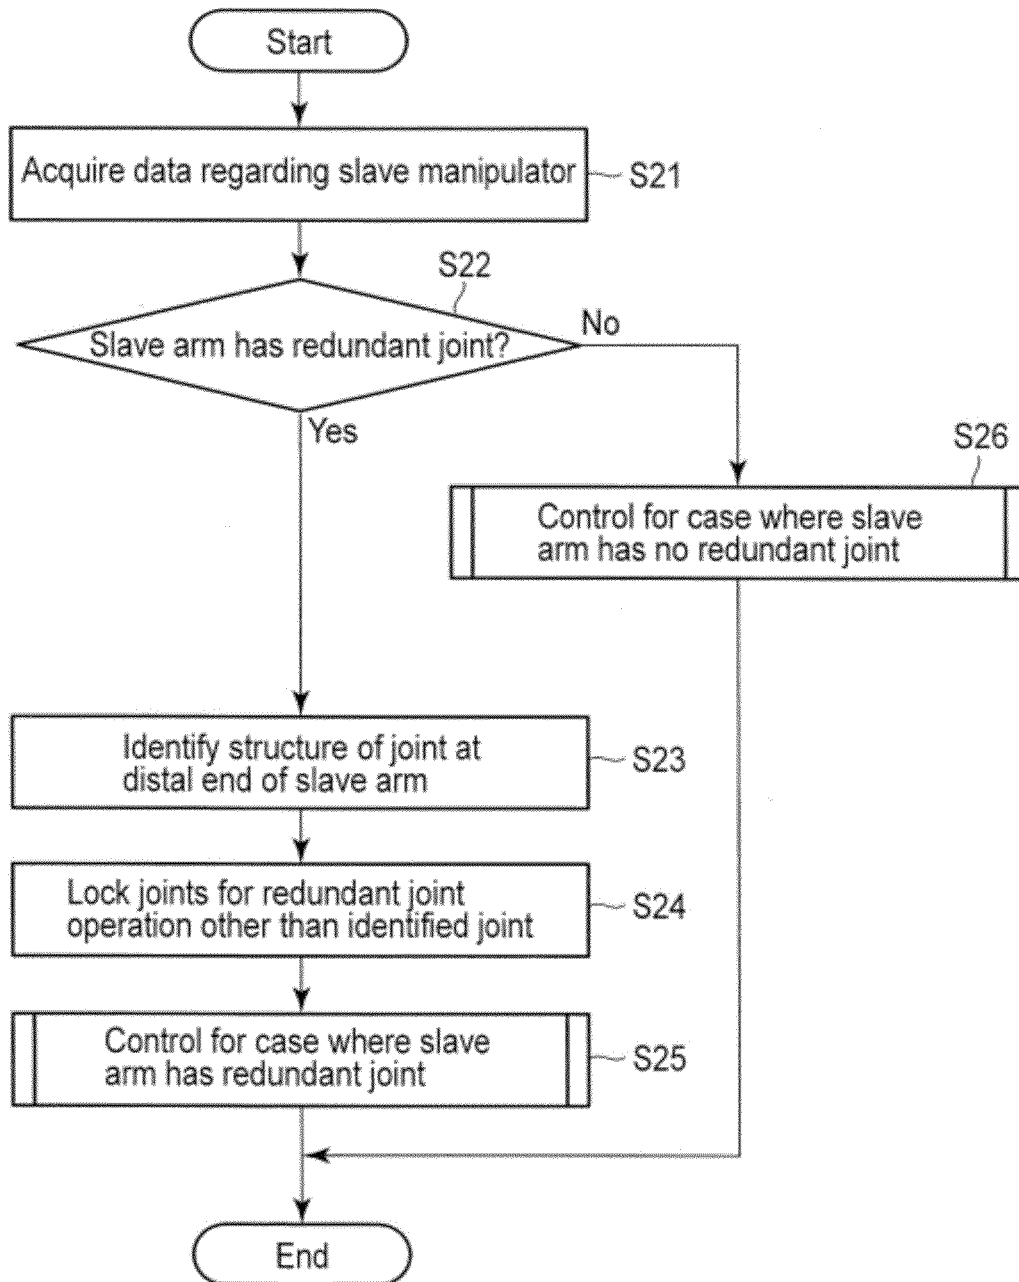 Start
Acquire data regarding slave manipulator
S21
S22
Slave arm has redundant joint?
No
Yes
S26
Control for case where slave
arm has no redundant joint
Identify structure of joint at
distal end of slave arm
S23
Lock joints for redundant joint
operation other than identified joint
S24
Control for case where slave
arm has redundant joint
S25
End